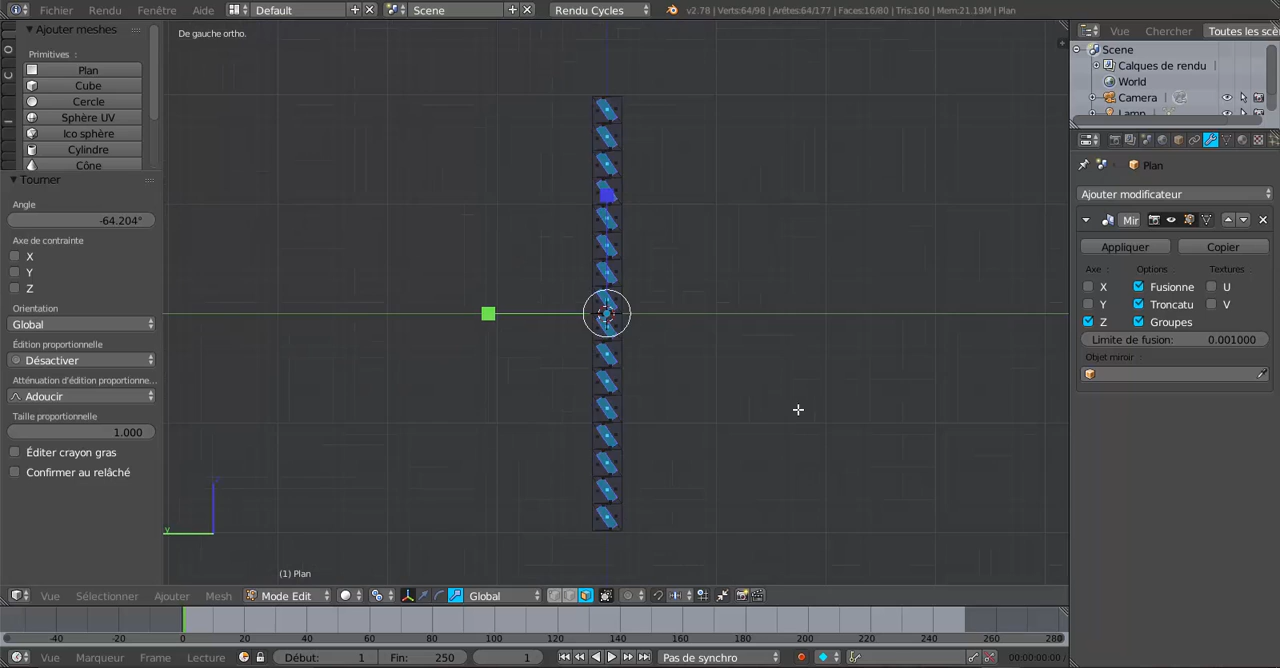 Fichier Rendu Fenêtre Aide Default Scene Rendu Cycles v2.78 | Verts:64/98 | Arêtes:64/177 | Faces:16/80 | Tris:160 | Mem:21.19M | Plan
Ajouter meshes
Primitives :
Plan
Cube
Cercle
Sphère UV
Ico sphère
Cylindre
Cône
Tourner
Angle
-64.204°
Axe de contrainte
X
Y
Z
Orientation
Global
Édition proportionnelle
Désactiver
Atténuation d'édition proportionne...
Adoucir
Taille proportionnelle
1.000
Éditer crayon gras
Confirmer au relâché
De gauche ortho.
y
(1) Plan
Vue Chercher Toutes les scè
Scene
Calques de rendu
World
Camera
Lamp
Plan
Ajouter modificateur
Mir
Appliquer Copier
Axe : Options: Textures:
X Fusionne U
Y Troncatu V
Z Groupes
Limite de fusion: 0.001000
Objet miroir:
Vue Sélectionner Ajouter Mesh Mode Edit Global
-40 -20 0 20 40 60 80 100 120 140 160 180 200 220 240 260 280
Vue Marqueur Frame Lecture Début: 1 Fin: 250 1 Pas de synchro 00:00:00:00